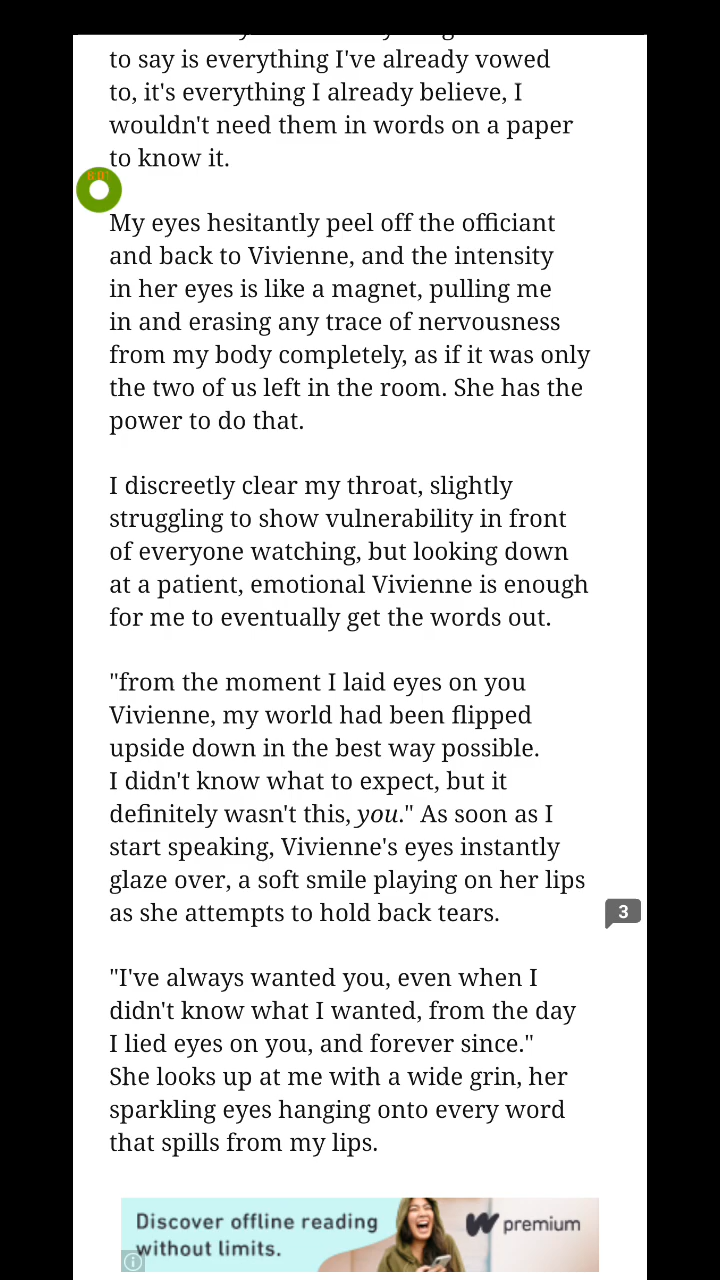 to say is everything I've already vowed
to, it's everything I already believe, I
wouldn't need them in words on a paper
to know it.
My eyes hesitantly peel off the officiant
and back to Vivienne, and the intensity
in her eyes is like a magnet, pulling me
in and erasing any trace of nervousness
from my body completely, as if it was only
the two of us left in the room. She has the
power to do that.
I discreetly clear my throat, slightly
struggling to show vulnerability in front
of everyone watching, but looking down
at a patient, emotional Vivienne is enough
for me to eventually get the words out.
"from the moment I laid eyes on you
Vivienne, my world had been flipped
upside down in the best way possible.
I didn't know what to expect, but it
definitely wasn't this, you." As soon as I
start speaking, Vivienne's eyes instantly
glaze over, a soft smile playing on her lips
as she attempts to hold back tears.
3
"I've always wanted you, even when I
didn't know what I wanted, from the day
I lied eyes on you, and forever since."
She looks up at me with a wide grin, her
sparkling eyes hanging onto every word
that spills from my lips.
Discover offline reading
without limits.
premium